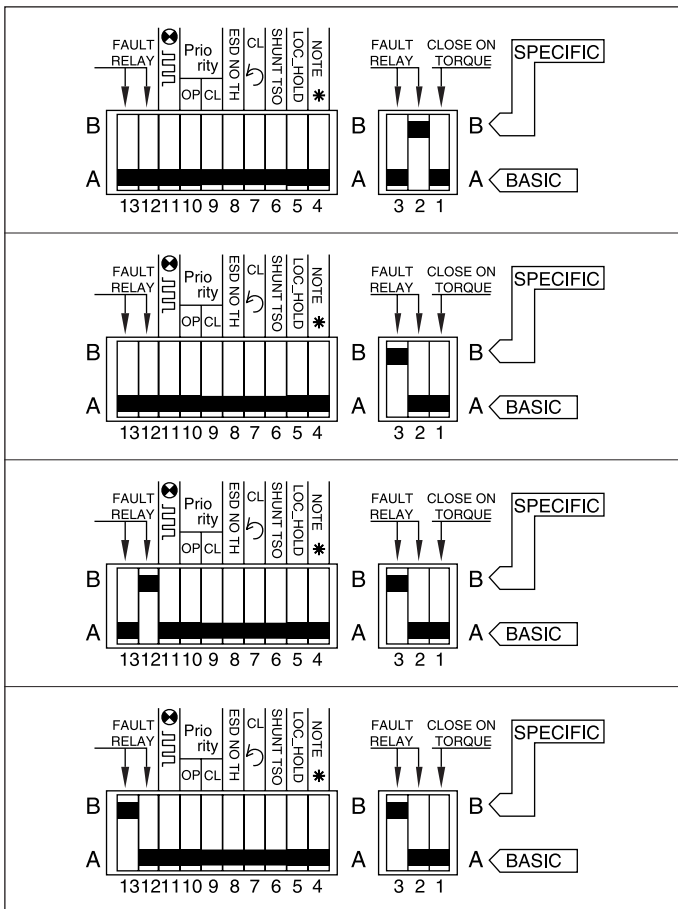 FAULT RELAY Prio rity OP CL ESD NO TH CL SHUNT TSO LOC_HOLD NOTE * FAULT RELAY CLOSE ON TORQUE SPECIFIC
B B B
A A A BASIC
13 12 11 10 9 8 7 6 5 4 3 2 1
FAULT RELAY Prio rity OP CL ESD NO TH CL SHUNT TSO LOC_HOLD NOTE * FAULT RELAY CLOSE ON TORQUE SPECIFIC
B B B
A A A BASIC
13 12 11 10 9 8 7 6 5 4 3 2 1
FAULT RELAY Prio rity OP CL ESD NO TH CL SHUNT TSO LOC_HOLD NOTE * FAULT RELAY CLOSE ON TORQUE SPECIFIC
B B B
A A A BASIC
13 12 11 10 9 8 7 6 5 4 3 2 1
FAULT RELAY Prio rity OP CL ESD NO TH CL SHUNT TSO LOC_HOLD NOTE * FAULT RELAY CLOSE ON TORQUE SPECIFIC
B B B
A A A BASIC
13 12 11 10 9 8 7 6 5 4 3 2 1